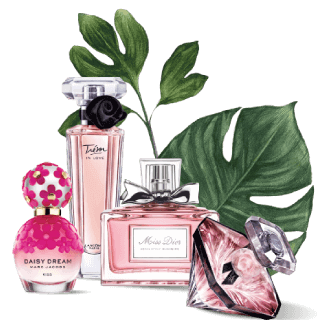 Trésor
IN LOVE
LANCÔME
Miss Dior
DAISY DREAM
MARC JACOBS
KISS